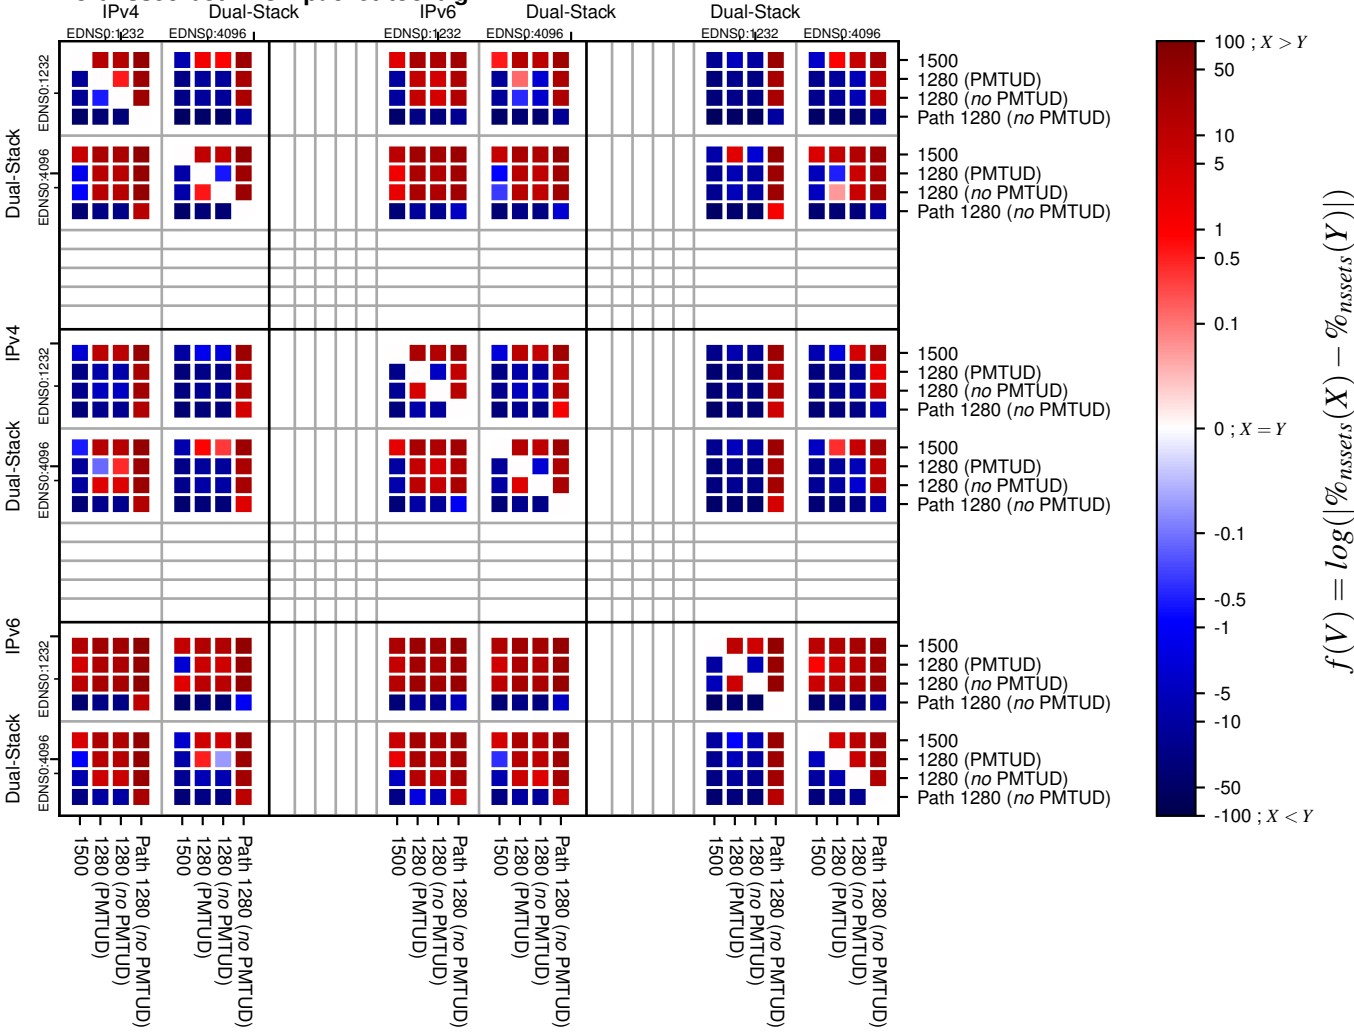 IPv4 Dual-Stack IPv6 Dual-Stack Dual-Stack
EDNS0:1232 EDNS0:4096 EDNS0:1232 EDNS0:4096 EDNS0:1232 EDNS0:4096
Dual-Stack
EDNS0:1232
1500
1280 (PMTUD)
1280 (no PMTUD)
Path 1280 (no PMTUD)
EDNS0:4096
1500
1280 (PMTUD)
1280 (no PMTUD)
Path 1280 (no PMTUD)
IPv4
Dual-Stack
EDNS0:1232
1500
1280 (PMTUD)
1280 (no PMTUD)
Path 1280 (no PMTUD)
EDNS0:4096
1500
1280 (PMTUD)
1280 (no PMTUD)
Path 1280 (no PMTUD)
IPv6
Dual-Stack
EDNS0:1232
1500
1280 (PMTUD)
1280 (no PMTUD)
Path 1280 (no PMTUD)
EDNS0:4096
1500
1280 (PMTUD)
1280 (no PMTUD)
Path 1280 (no PMTUD)
1500
1280 (PMTUD)
1280 (no PMTUD)
Path 1280 (no PMTUD)
1500
1280 (PMTUD)
1280 (no PMTUD)
Path 1280 (no PMTUD)
1500
1280 (PMTUD)
1280 (no PMTUD)
Path 1280 (no PMTUD)
1500
1280 (PMTUD)
1280 (no PMTUD)
Path 1280 (no PMTUD)
1500
1280 (PMTUD)
1280 (no PMTUD)
Path 1280 (no PMTUD)
1500
1280 (PMTUD)
1280 (no PMTUD)
Path 1280 (no PMTUD)
100 ; X > Y
50
10
5
1
0.5
0.1
0 ; X = Y
-0.1
-0.5
-1
-5
-10
-50
-100 ; X < Y
f(V) = log(|%nssets(X) − %nssets(Y)|)